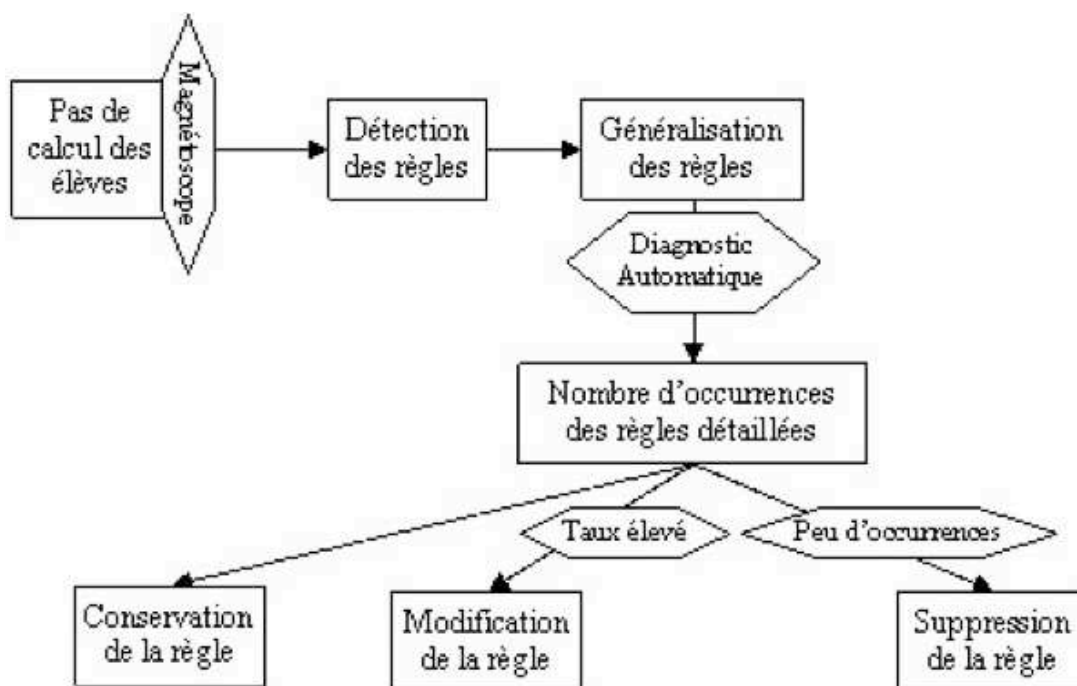 Pas de
calcul des
élèves
Magnétoscope
Détection
des règles
Généralisation
des règles
Diagnostic
Automatique
Nombre d'occurrences
des règles détaillées
Taux élevé
Peu d'occurrences
Conservation
de la règle
Modification
de la règle
Suppression
de la règle